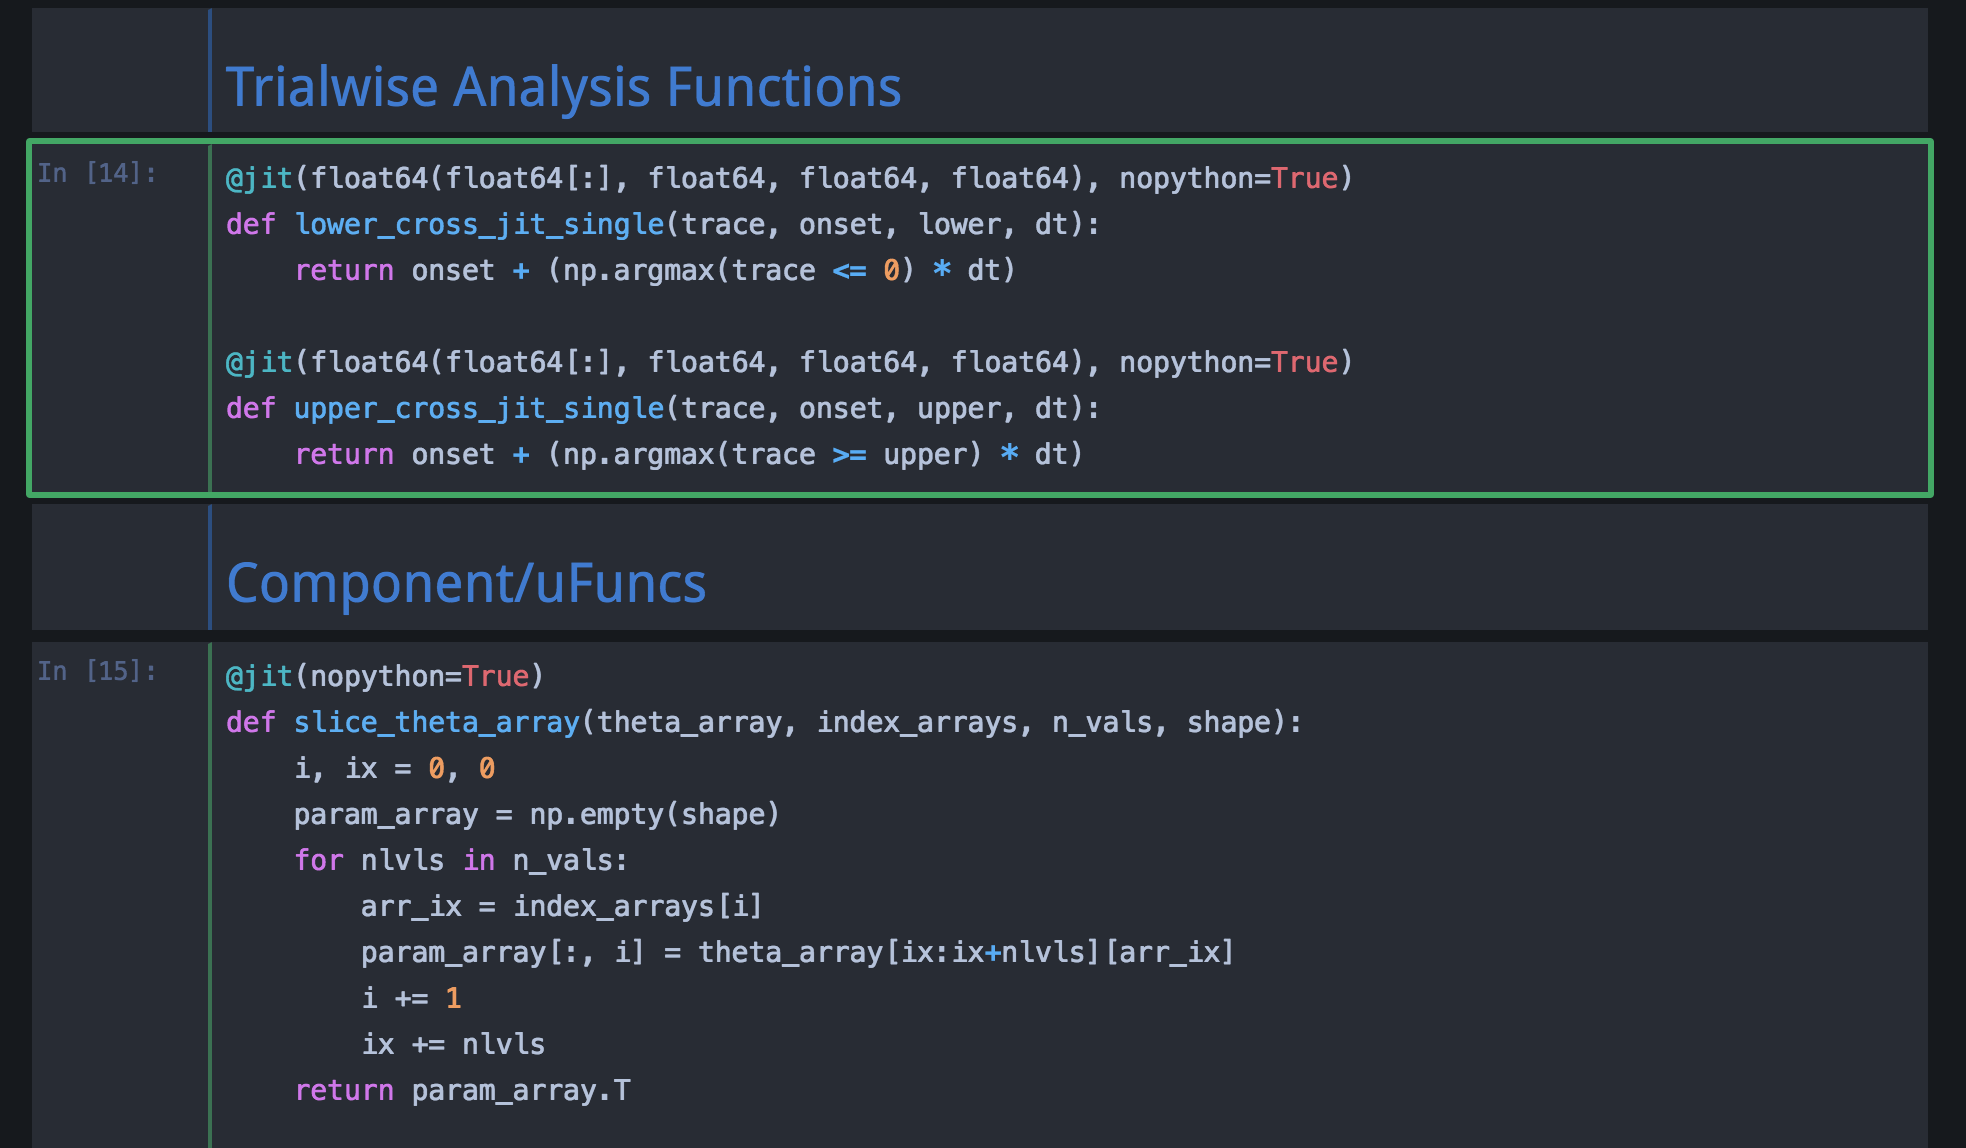 Trialwise Analysis Functions
In [14]:
@jit(float64(float64[:], float64, float64, float64), nopython=True)
def lower_cross_jit_single(trace, onset, lower, dt):
    return onset + (np.argmax(trace <= 0) * dt)

@jit(float64(float64[:], float64, float64, float64), nopython=True)
def upper_cross_jit_single(trace, onset, upper, dt):
    return onset + (np.argmax(trace >= upper) * dt)
Component/uFuncs
In [15]:
@jit(nopython=True)
def slice_theta_array(theta_array, index_arrays, n_vals, shape):
    i, ix = 0, 0
    param_array = np.empty(shape)
    for nlvls in n_vals:
        arr_ix = index_arrays[i]
        param_array[:, i] = theta_array[ix:ix+nlvls][arr_ix]
        i += 1
        ix += nlvls
    return param_array.T